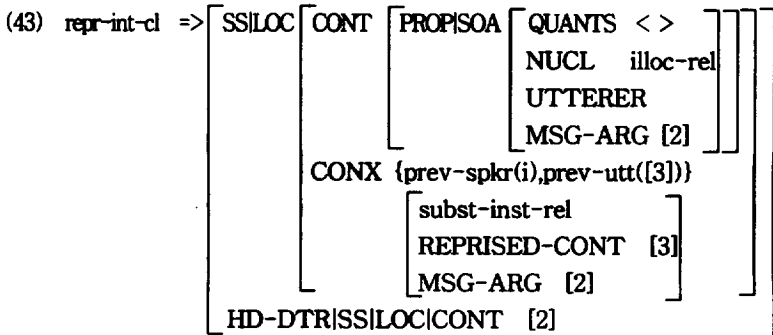 (43) repr-int-cl => SS|LOC CONT PROP|SOA QUANTS < >
NUCL illoc-rel
UTTERER
MSG-ARG [2]
CONX {prev-spkr(i),prev-utt([3])}
subst-inst-rel
REPRISED-CONT [3]
MSG-ARG [2]
HD-DTR|SS|LOC|CONT [2]